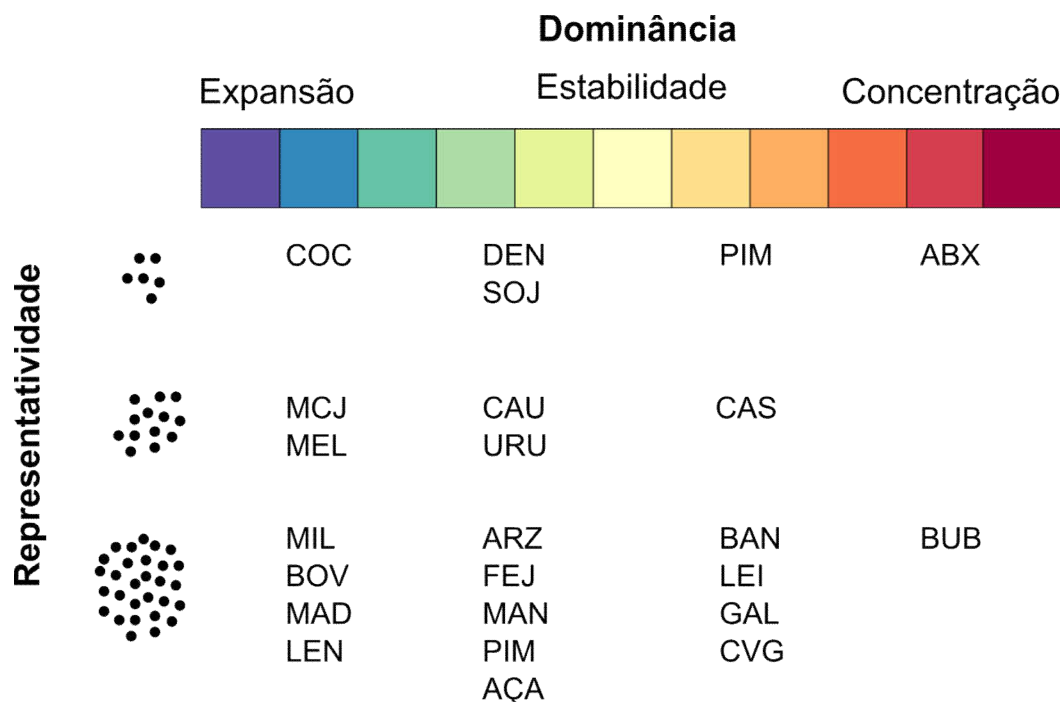 Dominância
Expansão Estabilidade Concentração
Representatividade
COC DEN PIM ABX
SOJ
MCJ CAU CAS
MEL URU
MIL ARZ BAN BUB
BOV FEJ LEI
MAD MAN GAL
LEN PIM CVG
AÇA